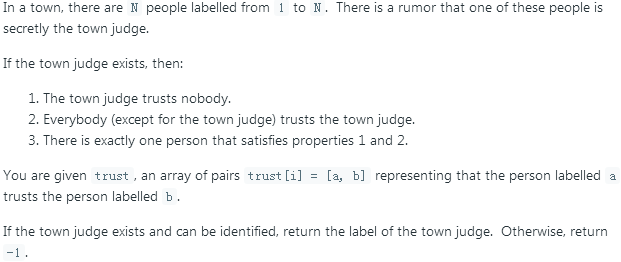 In a town, there are N people labelled from 1 to N. There is a rumor that one of these people is
secretly the town judge.
If the town judge exists, then:
1. The town judge trusts nobody.
2. Everybody (except for the town judge) trusts the town judge.
3. There is exactly one person that satisfies properties 1 and 2.
You are given trust, an array of pairs trust[i] = [a, b] representing that the person labelled a
trusts the person labelled b.
If the town judge exists and can be identified, return the label of the town judge. Otherwise, return
-1.